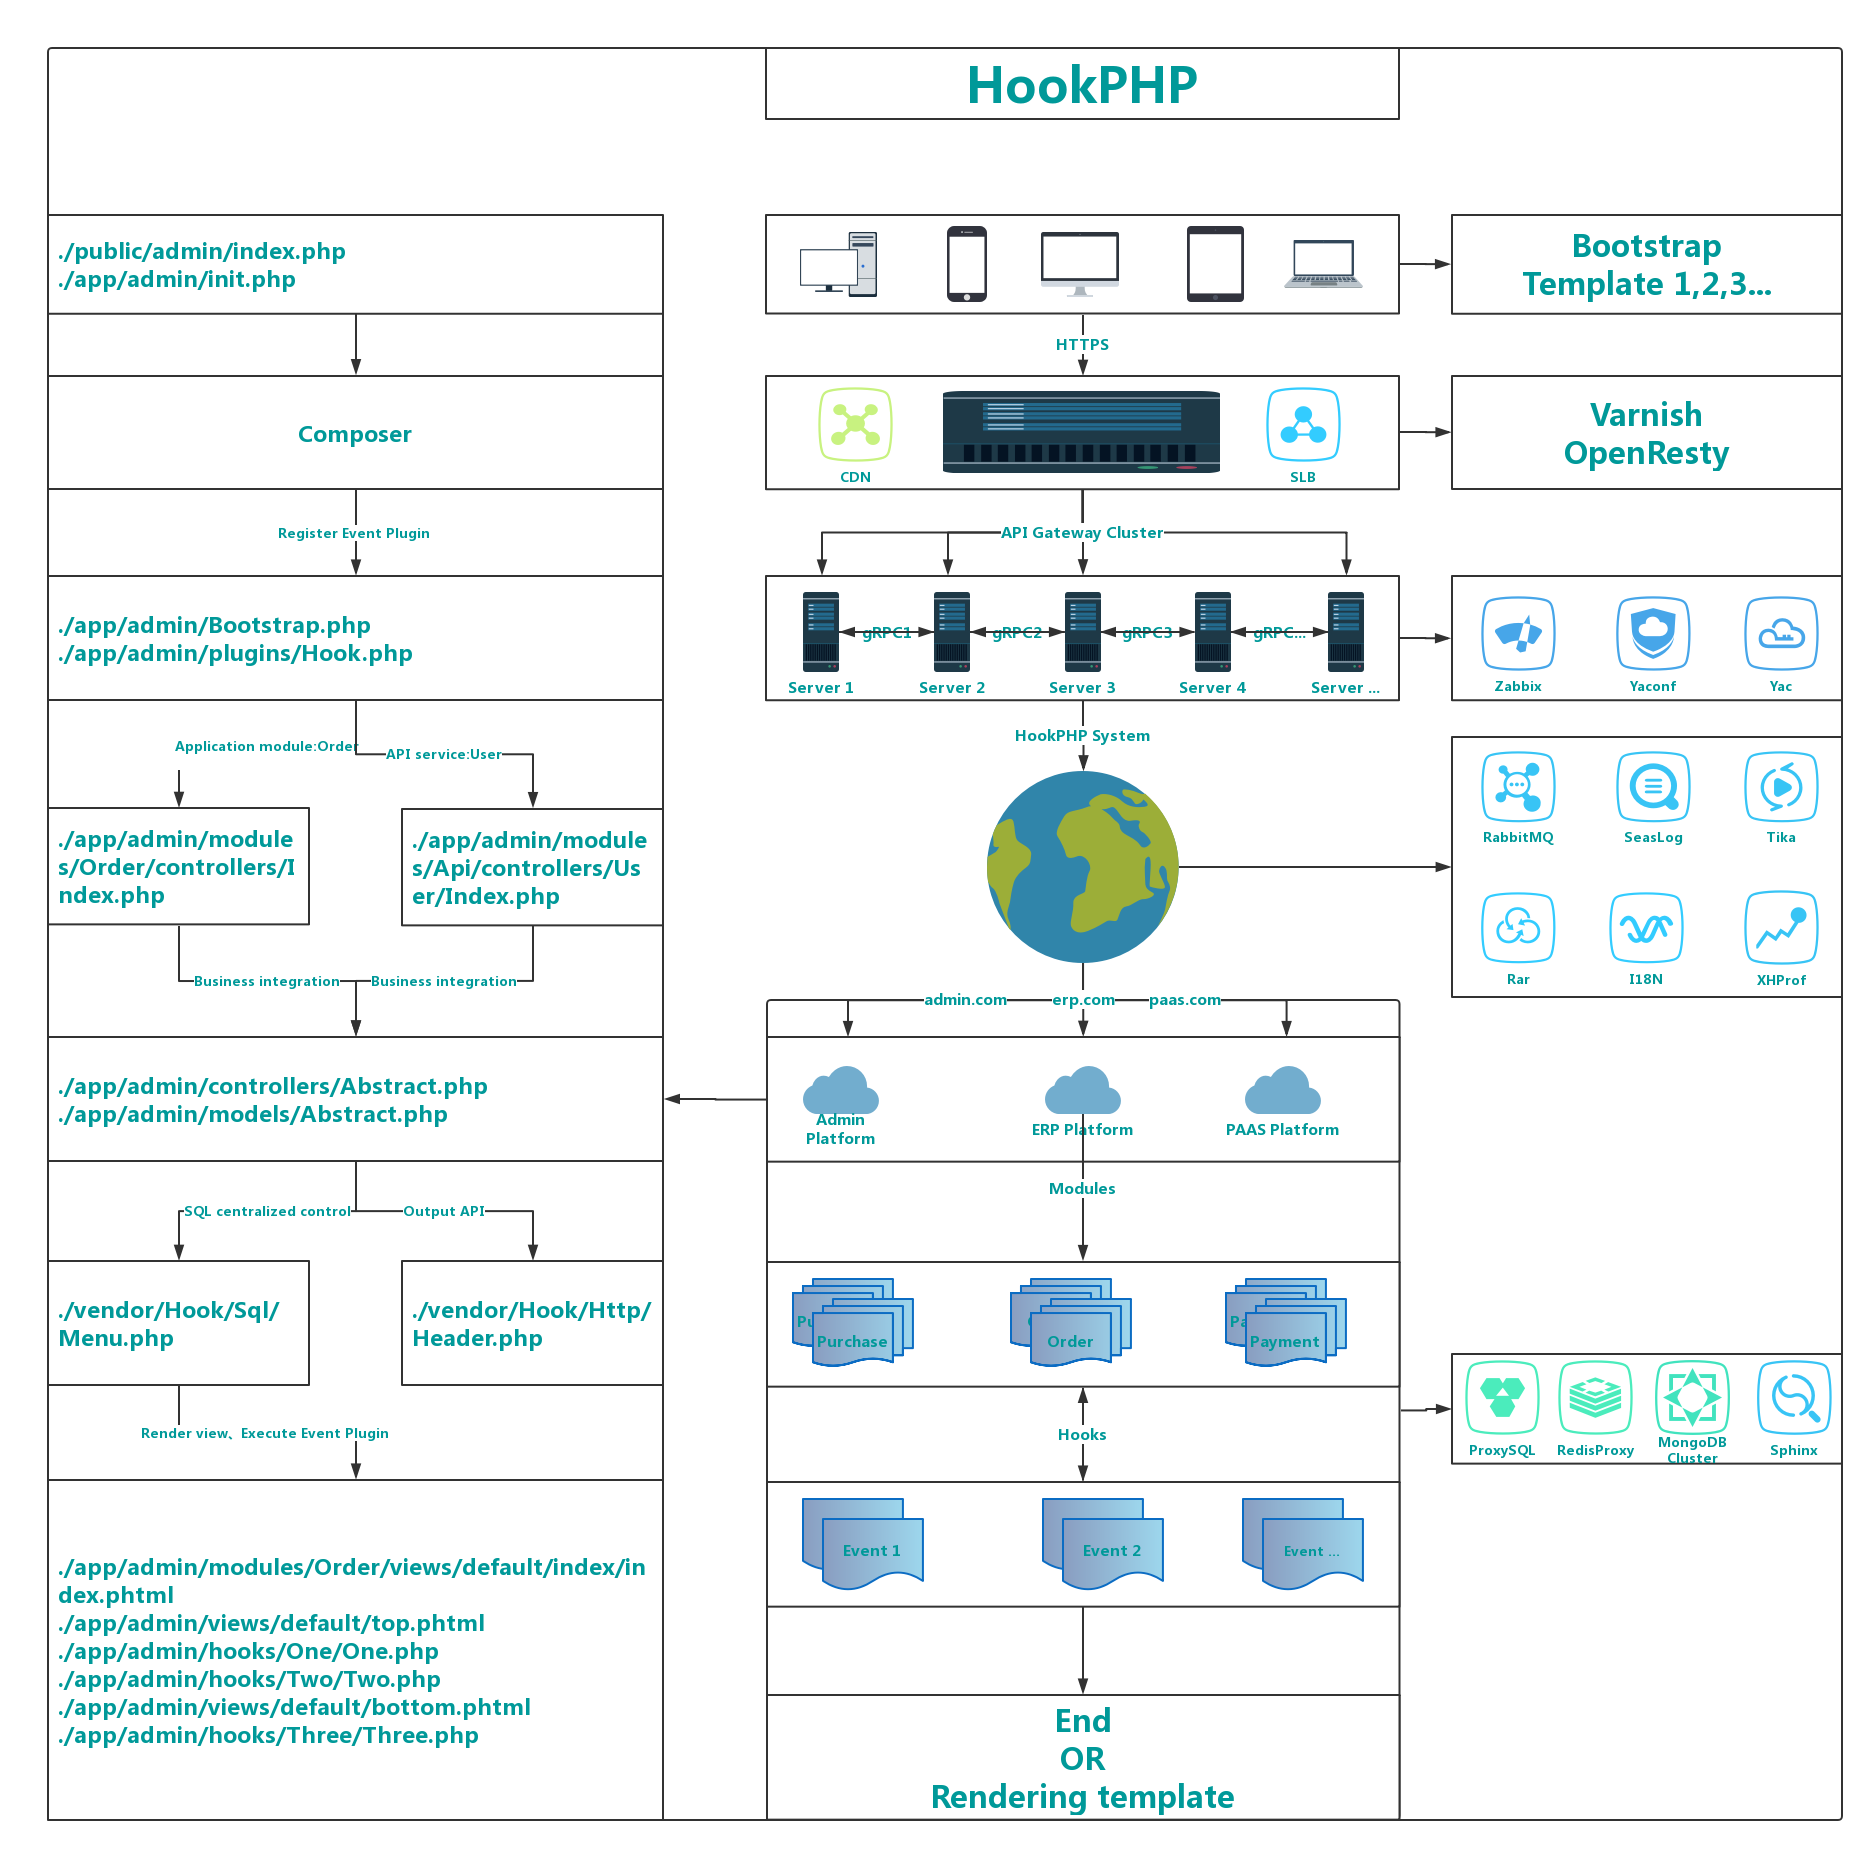 HookPHP
./public/admin/index.php
./app/admin/init.php
Composer
Register Event Plugin
./app/admin/Bootstrap.php
./app/admin/plugins/Hook.php
Application module:Order
API service:User
./app/admin/module
s/Order/controllers/I
ndex.php
./app/admin/module
s/Api/controllers/Us
er/Index.php
Business integration
Business integration
./app/admin/controllers/Abstract.php
./app/admin/models/Abstract.php
SQL centralized control
Output API
./vendor/Hook/Sql/
Menu.php
./vendor/Hook/Http/
Header.php
Render view、Execute Event Plugin
./app/admin/modules/Order/views/default/index/in
dex.phtml
./app/admin/views/default/top.phtml
./app/admin/hooks/One/One.php
./app/admin/hooks/Two/Two.php
./app/admin/views/default/bottom.phtml
./app/admin/hooks/Three/Three.php
HTTPS
CDN
SLB
API Gateway Cluster
gRPC1
gRPC2
gRPC3
gRPC...
Server 1
Server 2
Server 3
Server 4
Server ...
HookPHP System
admin.com
erp.com
paas.com
Admin
Platform
ERP Platform
PAAS Platform
Modules
Purchase
Order
Payment
Hooks
Event 1
Event 2
Event ...
End
OR
Rendering template
Bootstrap
Template 1,2,3...
Varnish
OpenResty
Zabbix
Yaconf
Yac
RabbitMQ
SeasLog
Tika
Rar
I18N
XHProf
ProxySQL
RedisProxy
MongoDB
Cluster
Sphinx